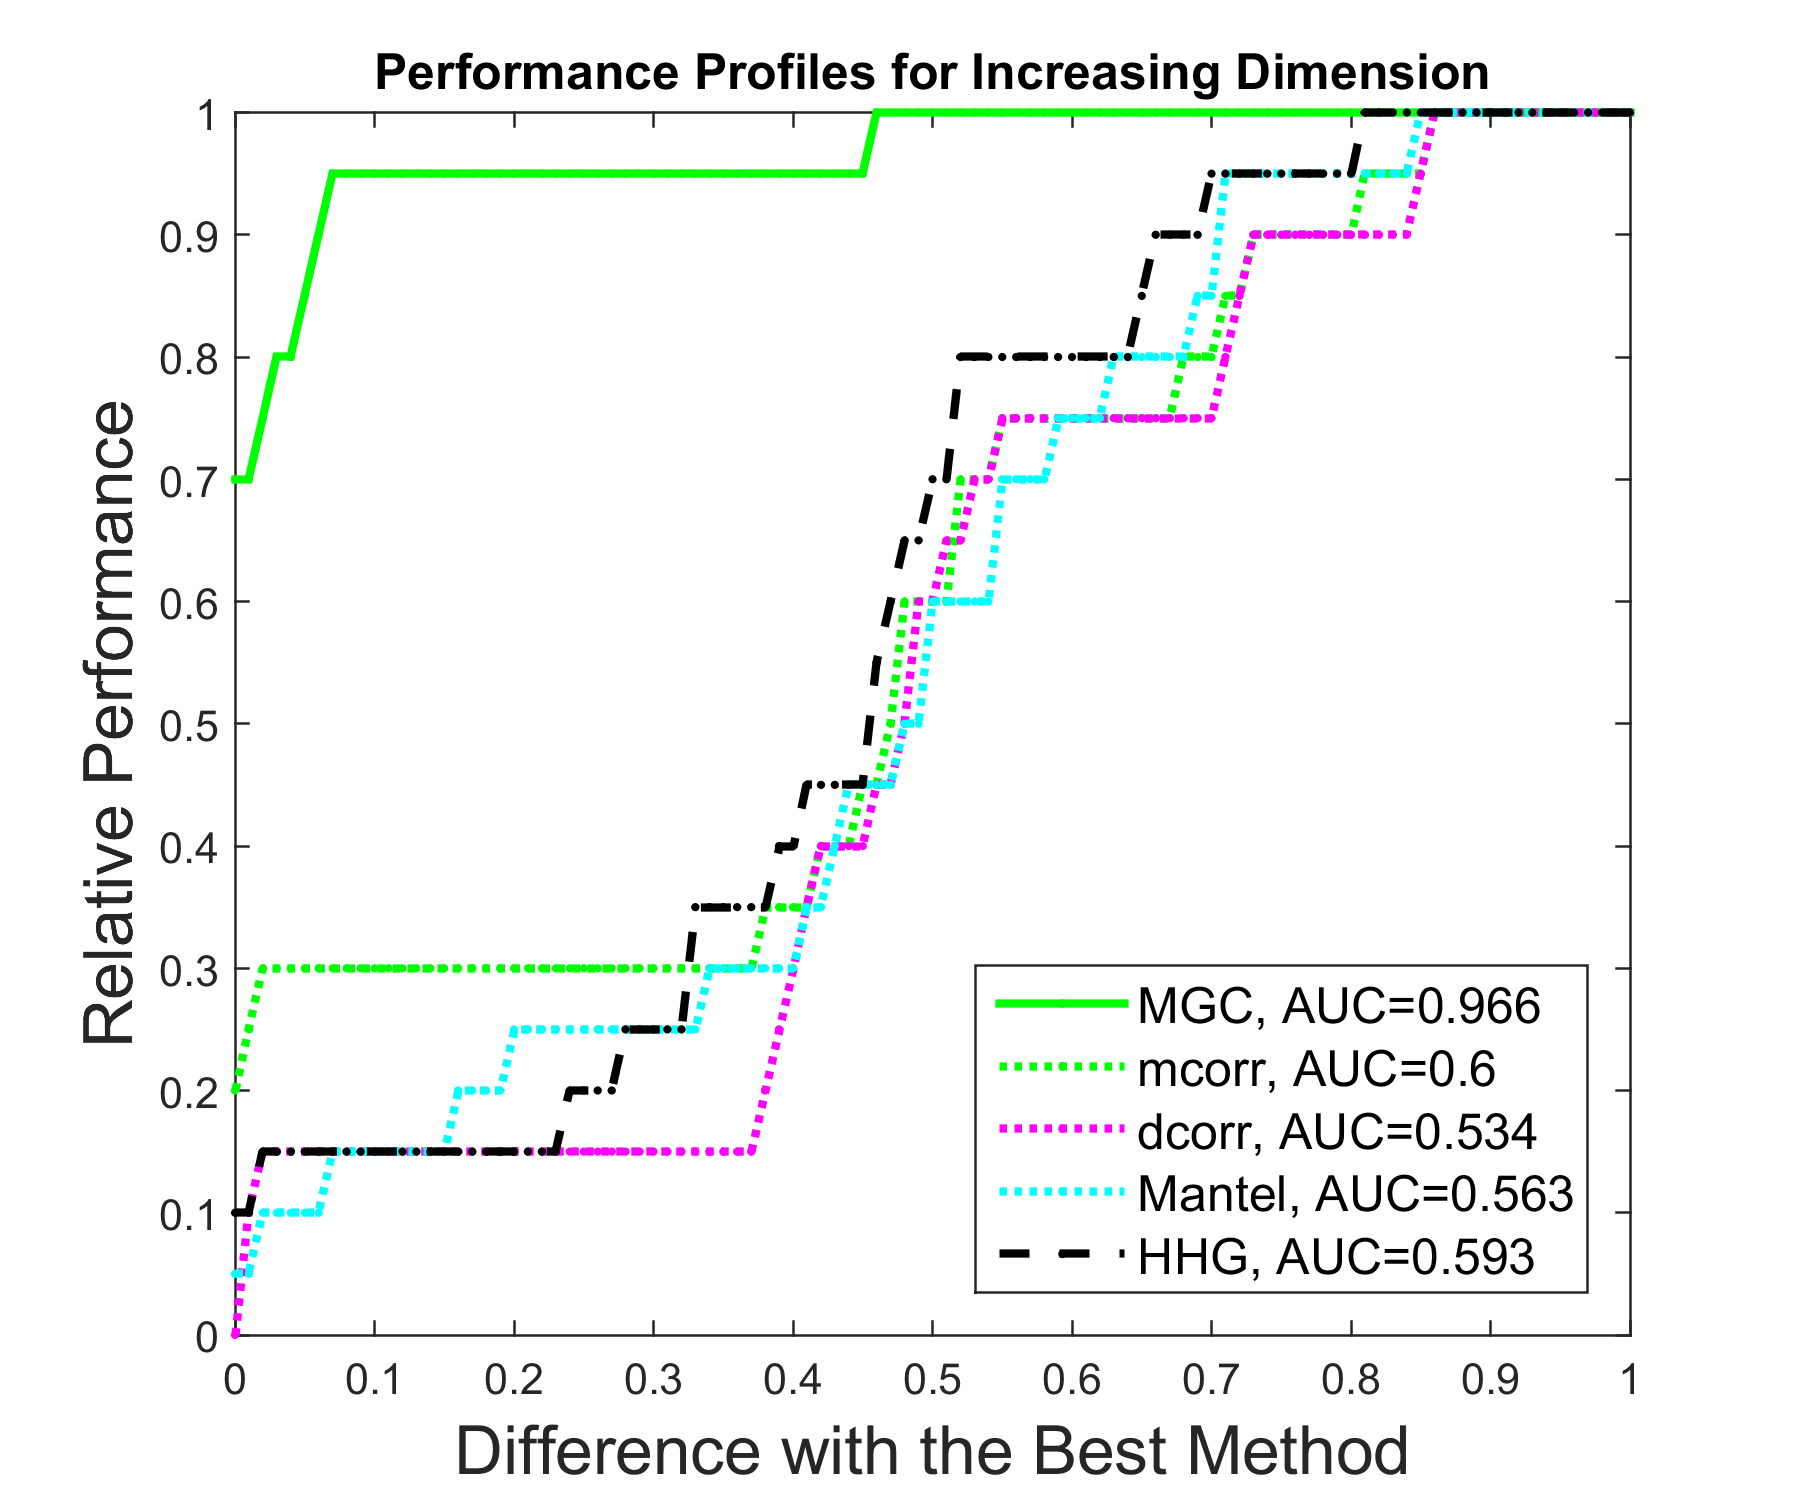 Performance Profiles for Increasing Dimension
1
0.9
0.8
0.7
0.6
0.5
0.4
0.3
0.2
0.1
0
Relative Performance
MGC, AUC=0.966
mcorr, AUC=0.6
dcorr, AUC=0.534
Mantel, AUC=0.563
HHG, AUC=0.593
0 0.1 0.2 0.3 0.4 0.5 0.6 0.7 0.8 0.9 1
Difference with the Best Method